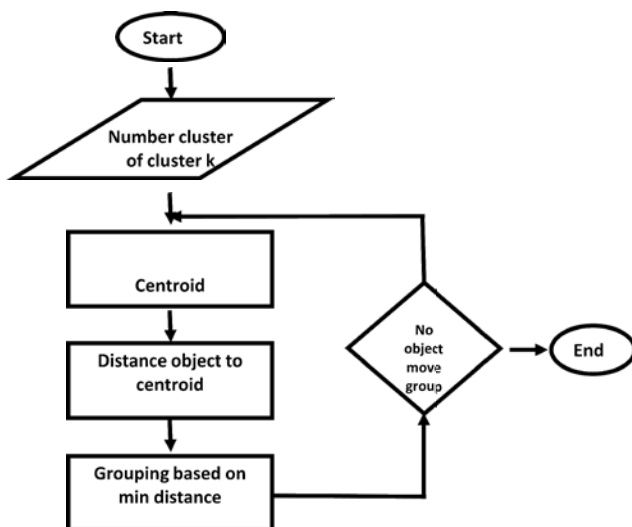 Start
Number cluster
of cluster k
Centroid
Distance object to
centroid
Grouping based on
min distance
No
object
move
group
End